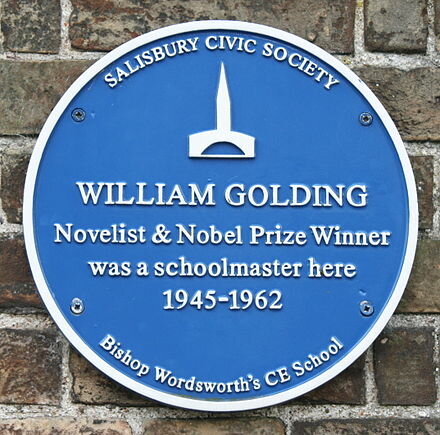 SALISBURY CIVIC SOCIETY
WILLIAM GOLDING
Novelist & Nobel Prize Winner
was a schoolmaster here
1945-1962
Bishop Wordsworth's CE School